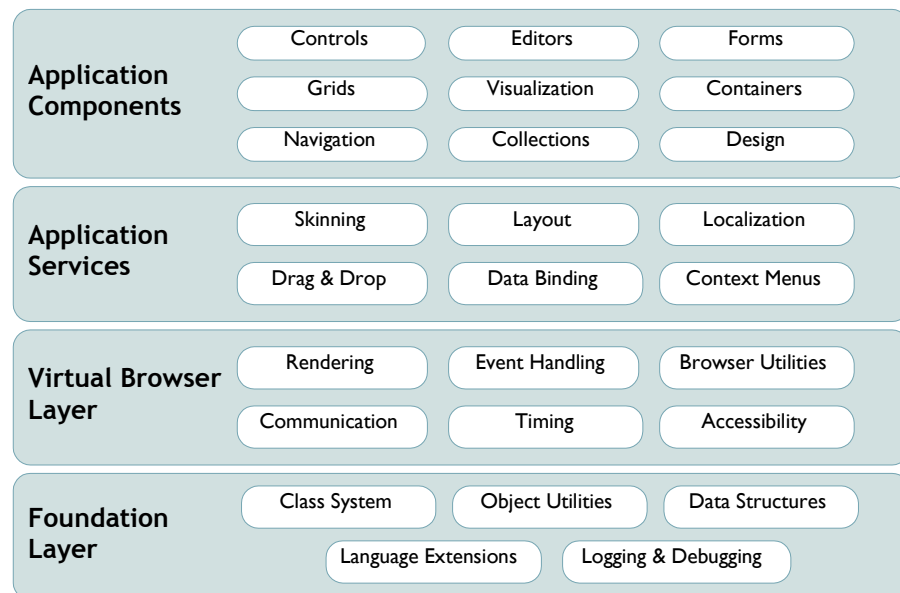 Application
Components
Controls
Editors
Forms
Grids
Visualization
Containers
Navigation
Collections
Design
Application
Services
Skinning
Layout
Localization
Drag & Drop
Data Binding
Context Menus
Virtual Browser
Layer
Rendering
Event Handling
Browser Utilities
Communication
Timing
Accessibility
Foundation
Layer
Class System
Object Utilities
Data Structures
Language Extensions
Logging & Debugging